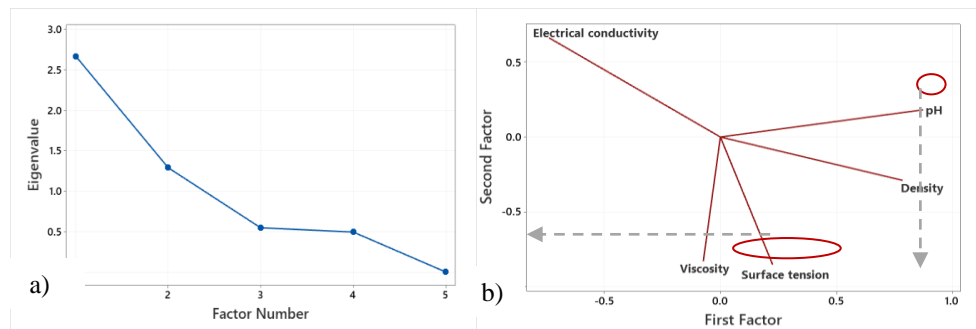 3.0
2.5
2.0
1.5
1.0
0.5
Eigenvalue
2
3
4
5
Factor Number
a)
0.5
0.0
-0.5
Second Factor
Electrical conductivity
pH
Density
Viscosity
Surface tension
-0.5
0.0
0.5
1.0
First Factor
b)